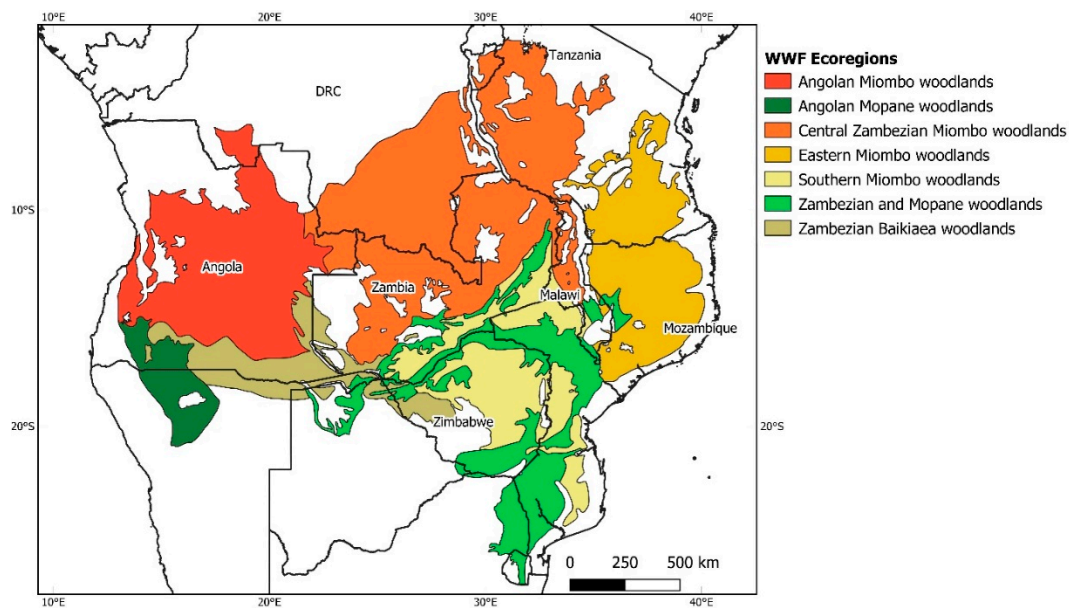 10°E
20°E
30°E
40°E
Tanzania
DRC
WWF Ecoregions
Angolan Miombo woodlands
Angolan Mopane woodlands
Central Zambezian Miombo woodlands
Eastern Miombo woodlands
Southern Miombo woodlands
Zambezian and Mopane woodlands
Zambezian Baikiaea woodlands
10°S
10°S
Angola
Zambia
Malawi
Mozambique
Zimbabwe
20°S
20°S
0 250 500 km
10°E
20°E
30°E
40°E